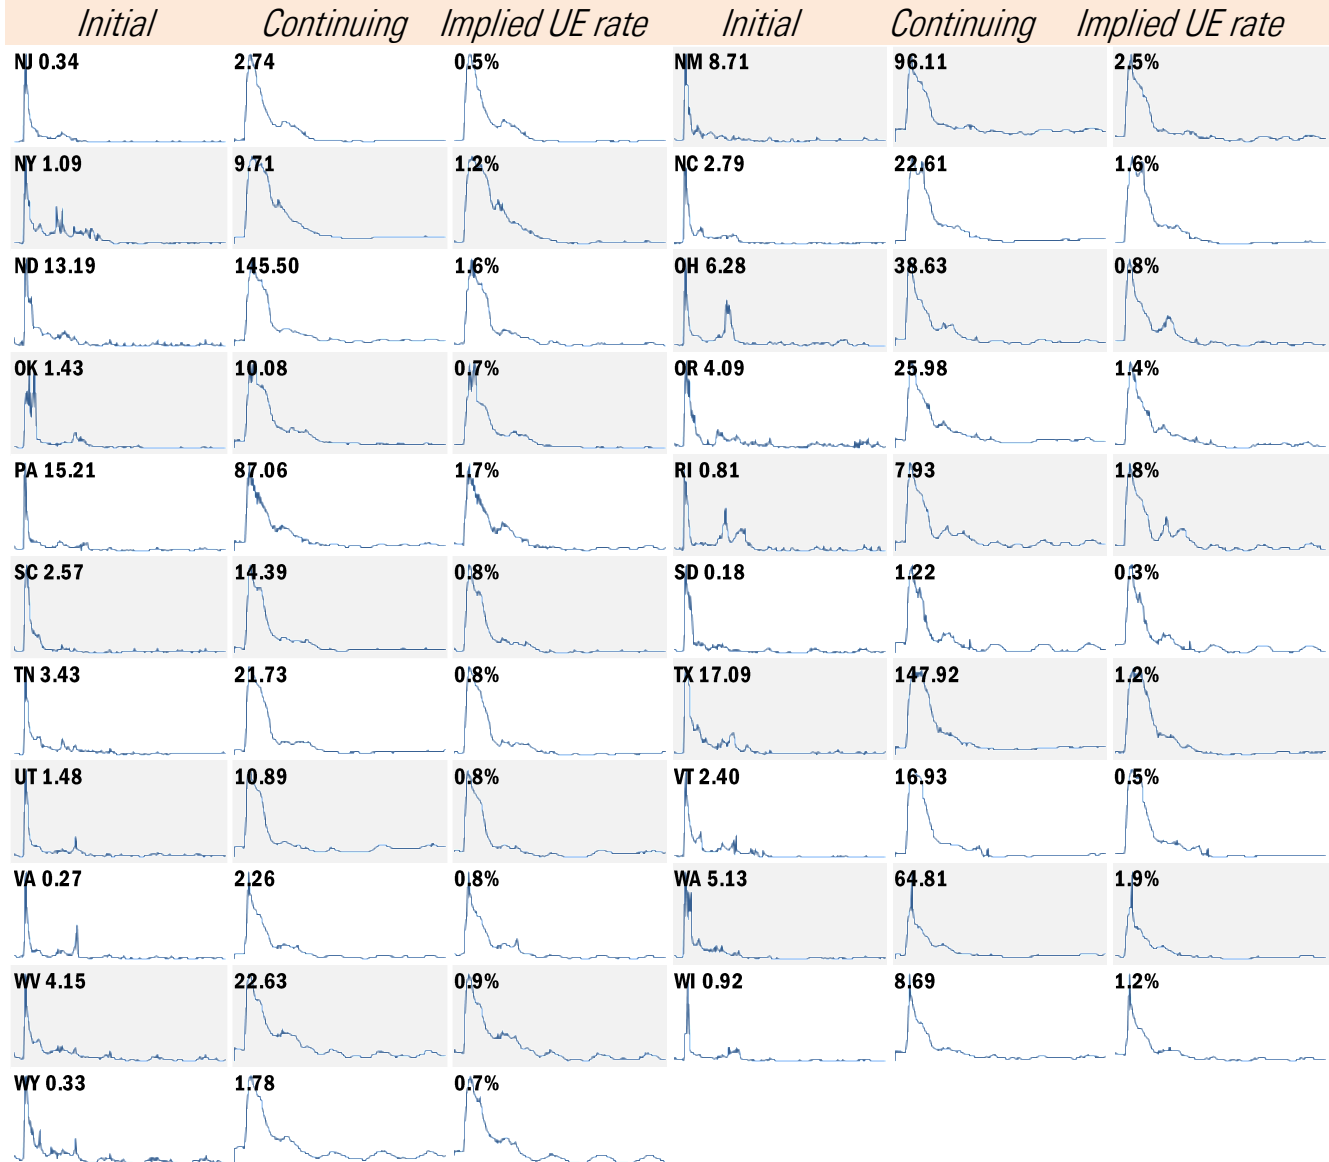 Initial Continuing Implied UE rate Initial Continuing Implied UE rate
NJ 0.34 2.74 0.5% NM 8.71 96.11 2.5%
NY 1.09 9.71 1.2% NC 2.79 22.61 1.6%
ND 13.19 145.50 1.6% OH 6.28 38.63 0.8%
OK 1.43 10.08 0.7% OR 4.09 25.98 1.4%
PA 15.21 87.06 1.7% RI 0.81 7.93 1.8%
SC 2.57 14.39 0.8% SD 0.18 1.22 0.3%
TN 3.43 21.73 0.8% TX 17.09 147.92 1.2%
UT 1.48 10.89 0.8% VT 2.40 16.93 0.5%
VA 0.27 2.26 0.8% WA 5.13 64.81 1.9%
WV 4.15 22.63 0.9% WI 0.92 8.69 1.2%
WY 0.33 1.78 0.7%